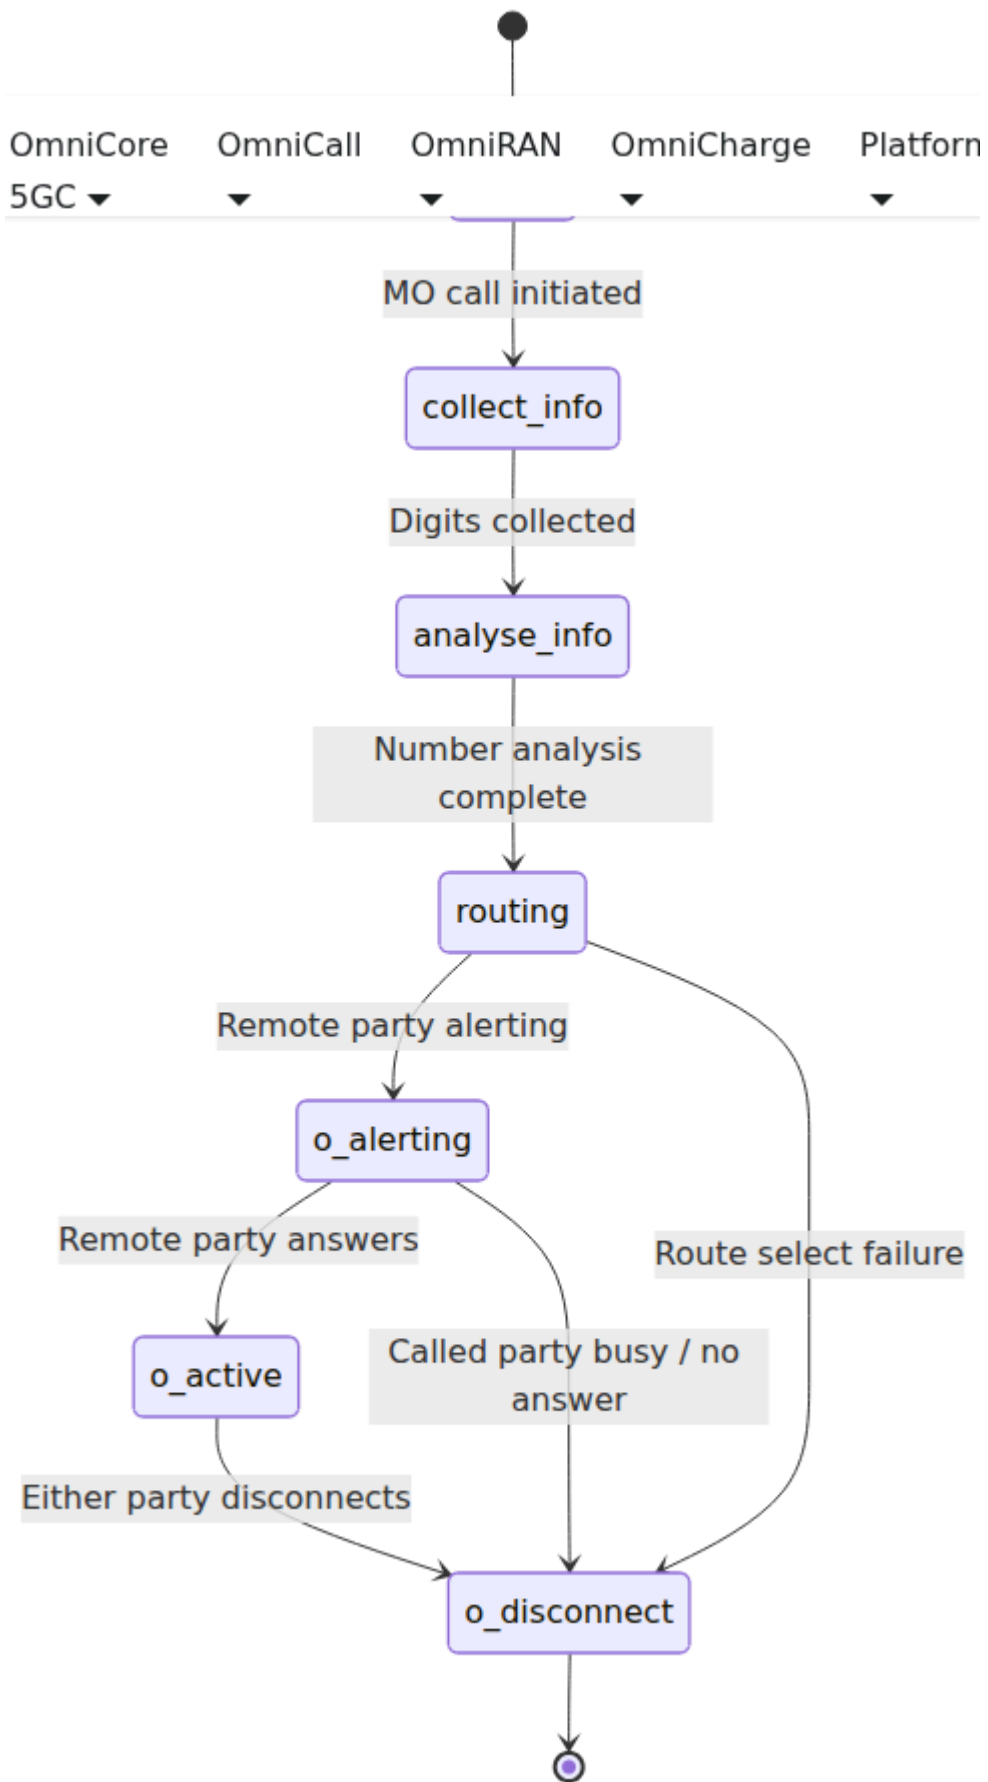 OmniCore OmniCall OmniRAN OmniCharge Platforn
5GC
MO call initiated
collect_info
Digits collected
analyse_info
Number analysis
complete
routing
Remote party alerting
o_alerting
Remote party answers
Route select failure
Called party busy / no
answer
o_active
Either party disconnects
o_disconnect